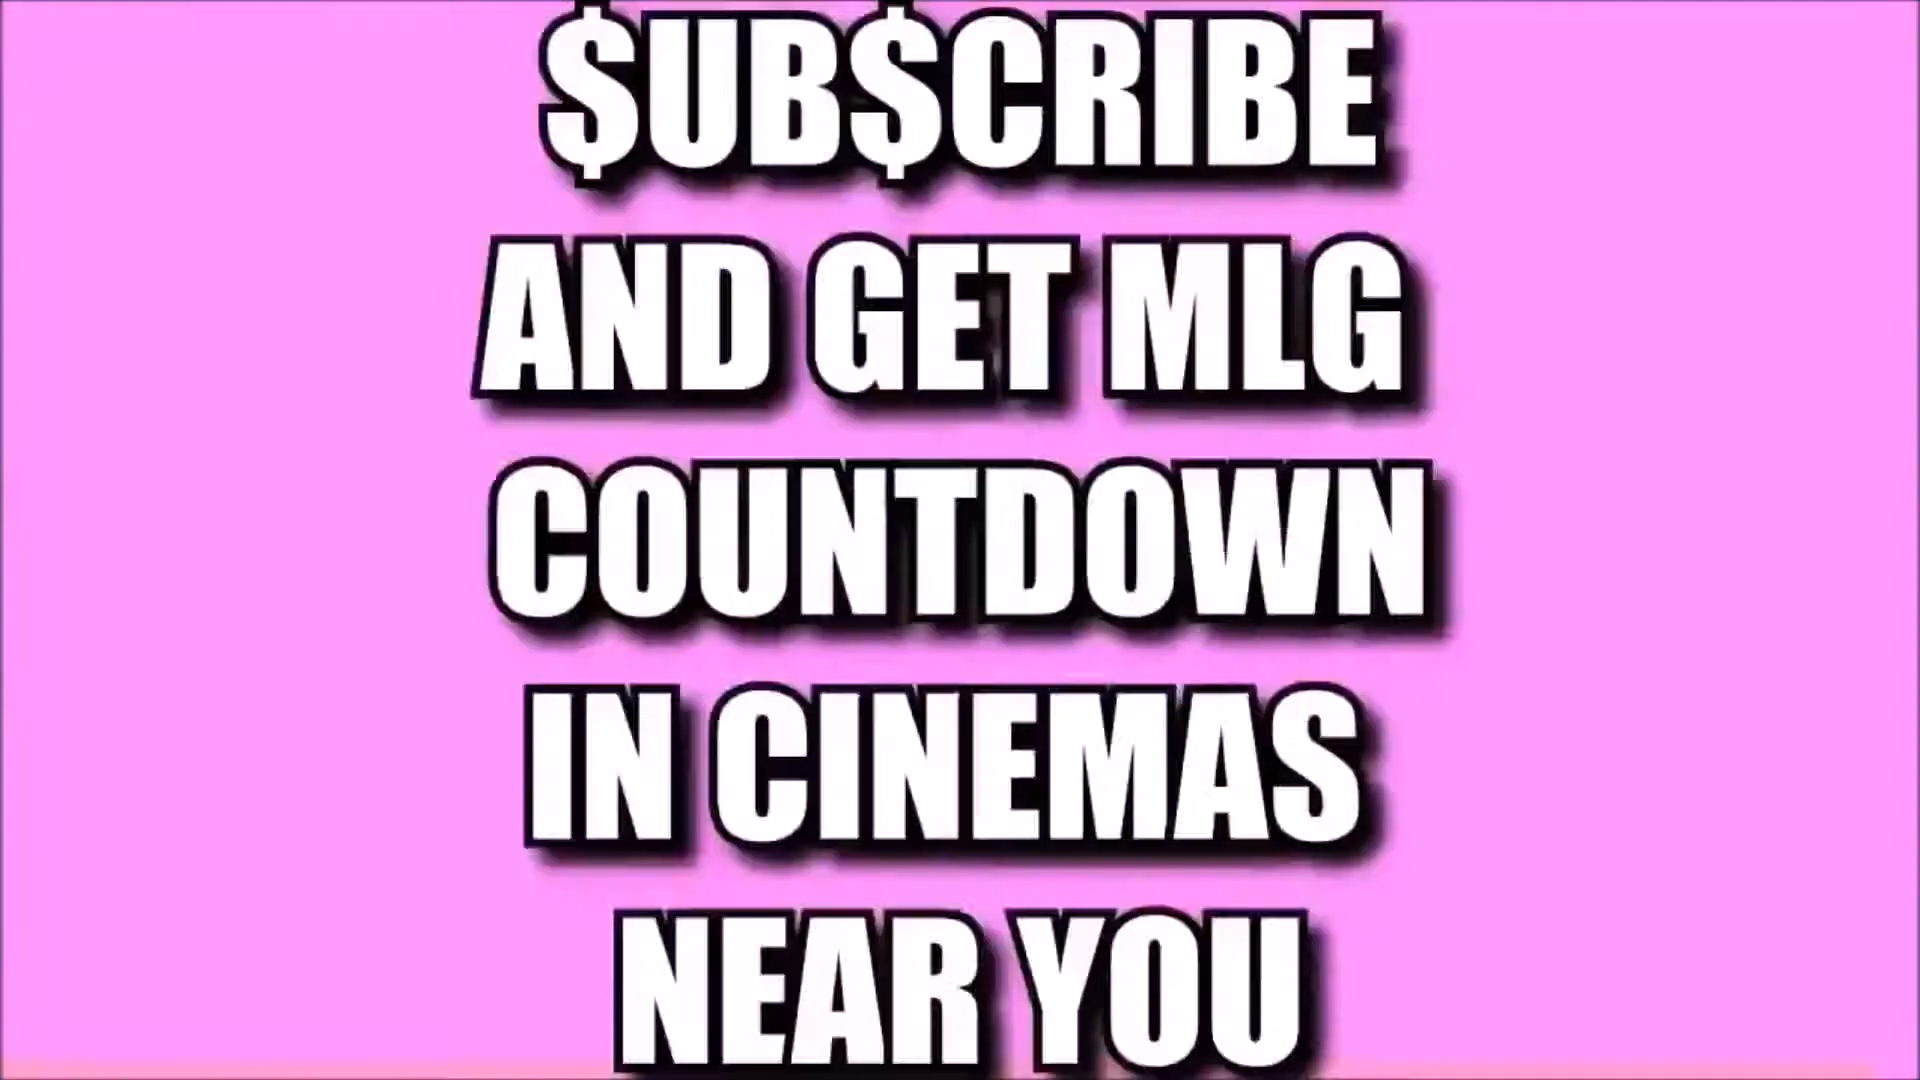 $UB$CRIBE
AND GET MLG
COUNTDOWN
IN CINEMAS
NEAR YOU